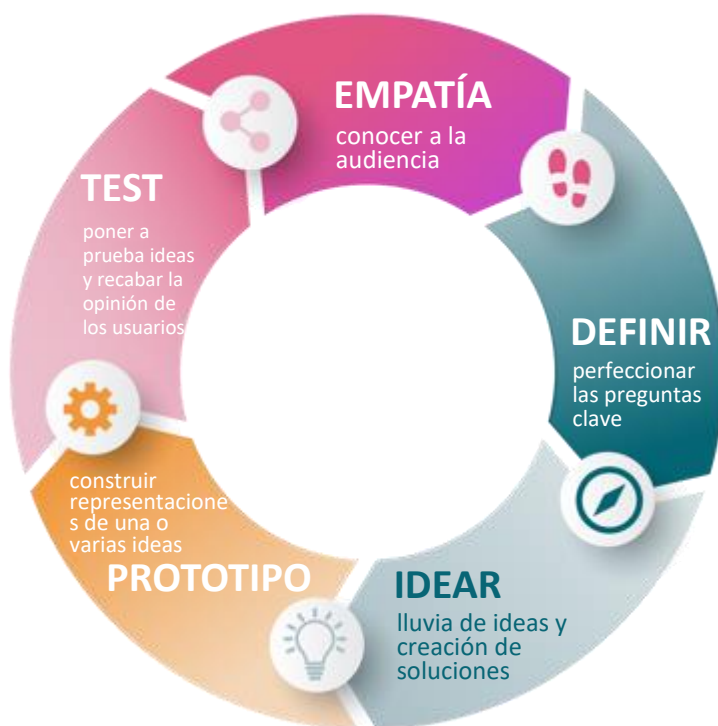 EMPATÍA
conocer a la
audiencia
DEFINIR
perfeccionar
las preguntas
clave
IDEAR
lluvia de ideas y
creación de
soluciones
construir
representacione
s de una o
varias ideas
PROTOTIPO
TEST
poner a
prueba ideas
y recabar la
opinión de
los usuarios